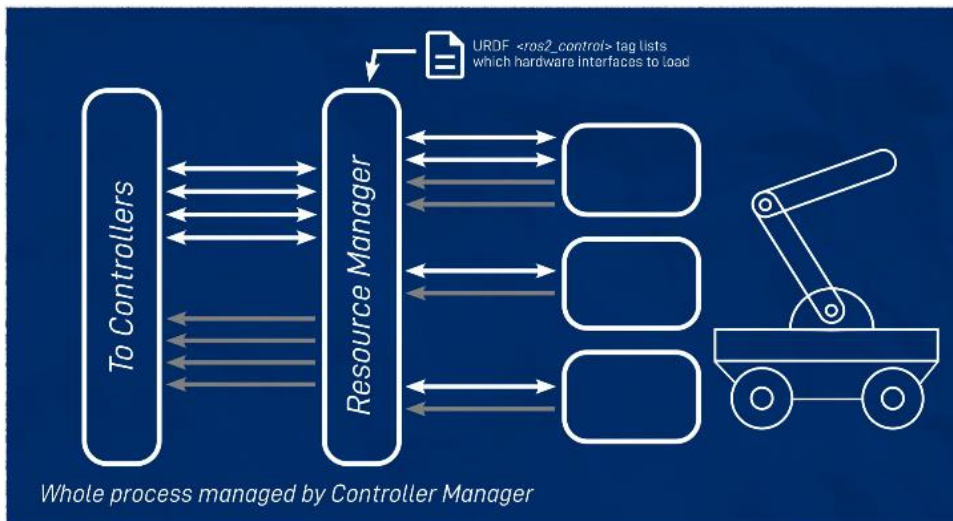 URDF <ros2_control> tag lists
which hardware interfaces to load
To Controllers
Resource Manager
Whole process managed by Controller Manager